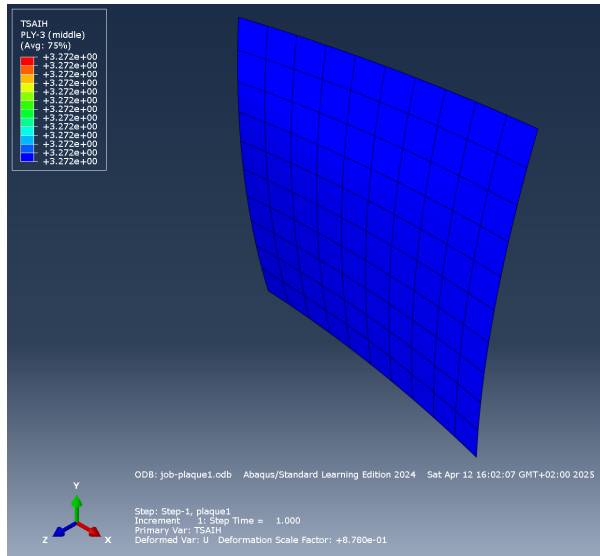 TSAIH
PLY-3 (middle)
(Avg: 75%)
+3.272e+00
+3.272e+00
+3.272e+00
+3.272e+00
+3.272e+00
+3.272e+00
+3.272e+00
+3.272e+00
+3.272e+00
+3.272e+00
+3.272e+00
+3.272e+00
+3.272e+00
ODB: job-plaque1.odb Abaqus/Standard Learning Edition 2024 Sat Apr 12 16:02:07 GMT+02:00 2025
Y
Z X
Step: Step-1, plaque1
Increment 1: Step Time = 1.000
Primary Var: TSAIH
Deformed Var: U Deformation Scale Factor: +8.780e-01